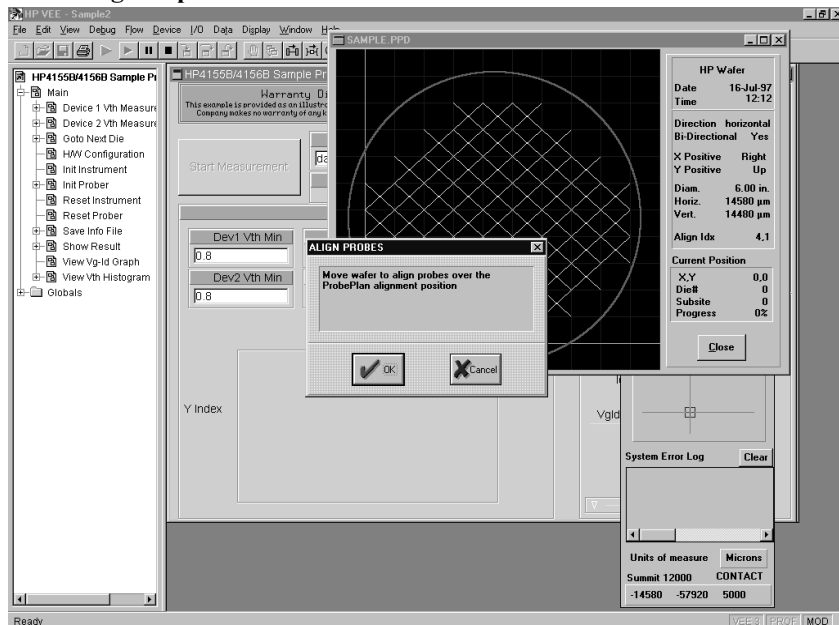 HP VEE - Sample2
File Edit View Debug Flow Device I/O Data Display Window
HP4155B/4156B Sample Pr
Main
Device 1 Vth Measure
Device 2 Vth Measure
Goto Next Die
H/W Configuration
Init Instrument
Init Prober
Reset Instrument
Reset Prober
Save Info File
Show Result
View Vg-Id Graph
View Vth Histogram
Globals
HP4155B/4156B Sample Pr
Warranty Di
This example is provided as an illustra
Company makes no warranty of any k
Start Measurement
da
Dev1 Vth Min
0.8
Dev2 Vth Min
0.8
Y Index
VgId
SAMPLE.PPD
HP Wafer
Date 16-Jul-97
Time 12:12
Direction horizontal
Bi-Directional Yes
X Positive Right
Y Positive Up
Diam. 6.00 in.
Horiz. 14580 µm
Vert. 14480 µm
Align Idx 4,1
Current Position
X,Y 0,0
Die# 0
Subsite 0
Progress 0%
Close
ALIGN PROBES
Move wafer to align probes over the
ProbePlan alignment position
OK
Cancel
System Error Log Clear
Units of measure Microns
Summit 12000 CONTACT
-14580 -57920 5000
Ready
VEE 3 PROF MOD